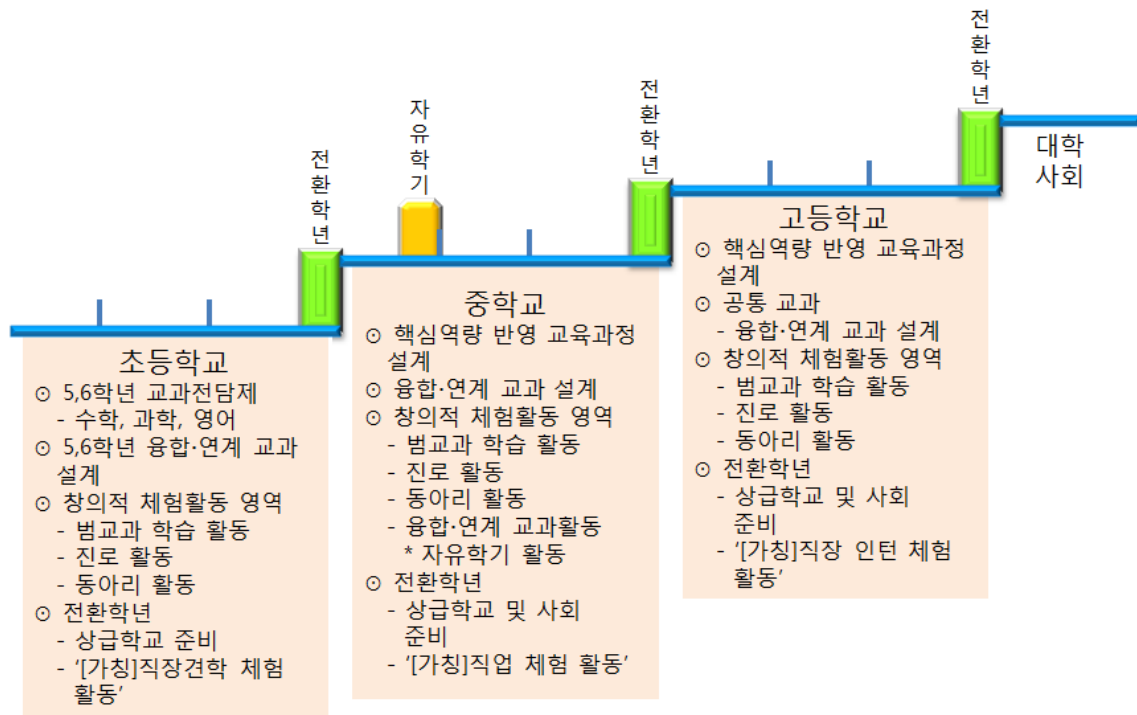 전환학년
자유학기
전환학년
전환학년
대학
사회
초등학교
⊙ 5,6학년 교과전담제
- 수학, 과학, 영어
⊙ 5,6학년 융합·연계 교과
설계
⊙ 창의적 체험활동 영역
- 범교과 학습 활동
- 진로 활동
- 동아리 활동
⊙ 전환학년
- 상급학교 준비
- '[가칭]직장견학 체험
활동'
중학교
⊙ 핵심역량 반영 교육과정
설계
⊙ 융합·연계 교과 설계
⊙ 창의적 체험활동 영역
- 범교과 학습 활동
- 진로 활동
- 동아리 활동
- 융합·연계 교과활동
* 자유학기 활동
⊙ 전환학년
- 상급학교 및 사회
준비
- '[가칭]직업 체험 활동'
고등학교
⊙ 핵심역량 반영 교육과정
설계
⊙ 공통 교과
- 융합·연계 교과 설계
⊙ 창의적 체험활동 영역
- 범교과 학습 활동
- 진로 활동
- 동아리 활동
⊙ 전환학년
- 상급학교 및 사회
준비
- '[가칭]직장 인턴 체험
활동'